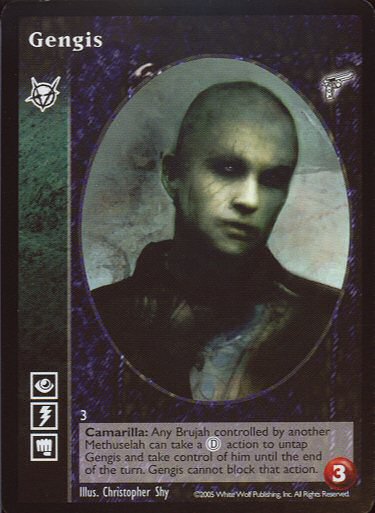 Gengis
3
Camarilla: Any Brujah controlled by another
Methuselah can take a D action to untap
Gengis and take control of him until the end
of the turn. Gengis cannot block that action.
3
Illus. Christopher Shy
©2005 White Wolf Publishing, Inc. All Rights Reserved.